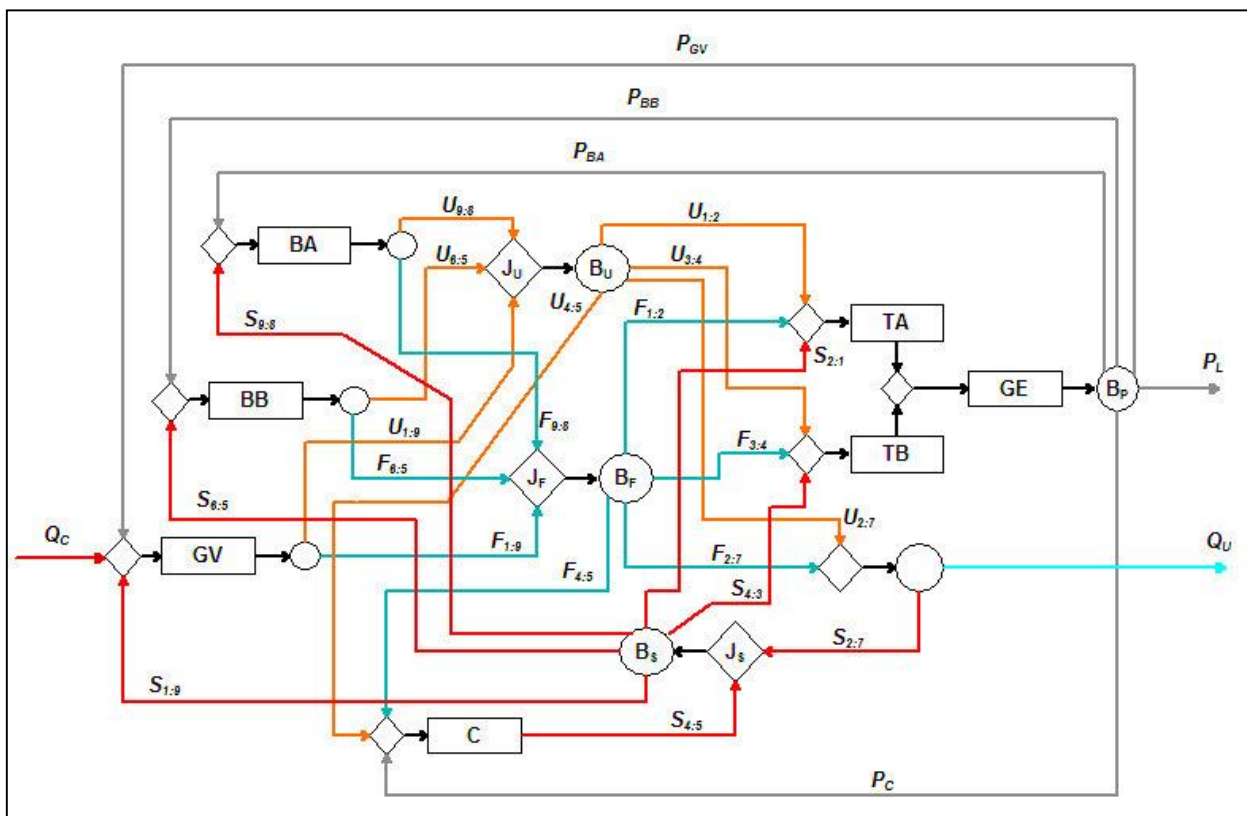 P_GV
P_BB
P_BA
U_9:8
U_1:2
BA
J_U
B_U
U_6:5
U_3:4
U_4:5
F_1:2
TA
S_9:8
S_2:1
P_L
BB
GE
B_P
U_1:9
F_9:8
F_3:4
TB
F_6:5
J_F
B_F
S_6:5
U_2:7
Q_C
Q_U
GV
F_1:9
F_2:7
F_4:5
S_4:3
B_S
J_S
S_2:7
S_1:9
S_4:5
C
P_C